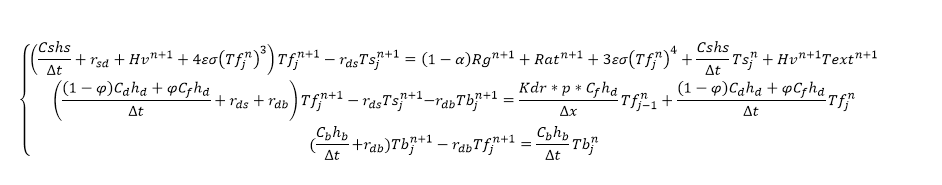 (Cshs/Δt + r_sd + Hv^{n+1} + 4εσ(Tf_j^n)^3) Tf_j^{n+1} − r_ds Ts_j^{n+1} = (1 − α)Rg^{n+1} + Rat^{n+1} + 3εσ(Tf_j^n)^4 + Cshs/Δt Ts_j^n + Hv^{n+1}Text^{n+1}
(((1 − φ)C_d h_d + φC_f h_d)/Δt + r_ds + r_db) Tf_j^{n+1} − r_ds Ts_j^{n+1} − r_db Tb_j^{n+1} = (Kdr * p * C_f h_d)/Δx Tf_{j−1}^n + ((1 − φ)C_d h_d + φC_f h_d)/Δt Tf_j^n
(C_b h_b/Δt + r_db)Tb_j^{n+1} − r_db Tf_j^{n+1} = C_b h_b/Δt Tb_j^n